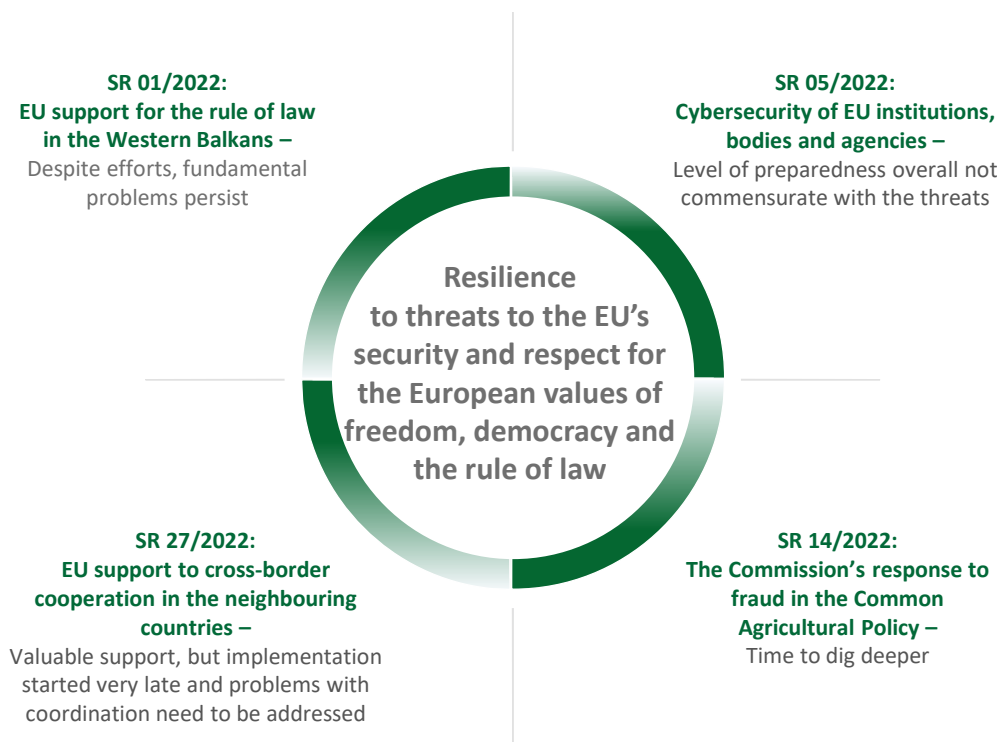 SR 01/2022:
EU support for the rule of law
in the Western Balkans –
Despite efforts, fundamental
problems persist
SR 05/2022:
Cybersecurity of EU institutions,
bodies and agencies –
Level of preparedness overall not
commensurate with the threats
Resilience
to threats to the EU’s
security and respect for
the European values of
freedom, democracy and
the rule of law
SR 27/2022:
EU support to cross-border
cooperation in the neighbouring
countries –
Valuable support, but implementation
started very late and problems with
coordination need to be addressed
SR 14/2022:
The Commission’s response to
fraud in the Common
Agricultural Policy –
Time to dig deeper